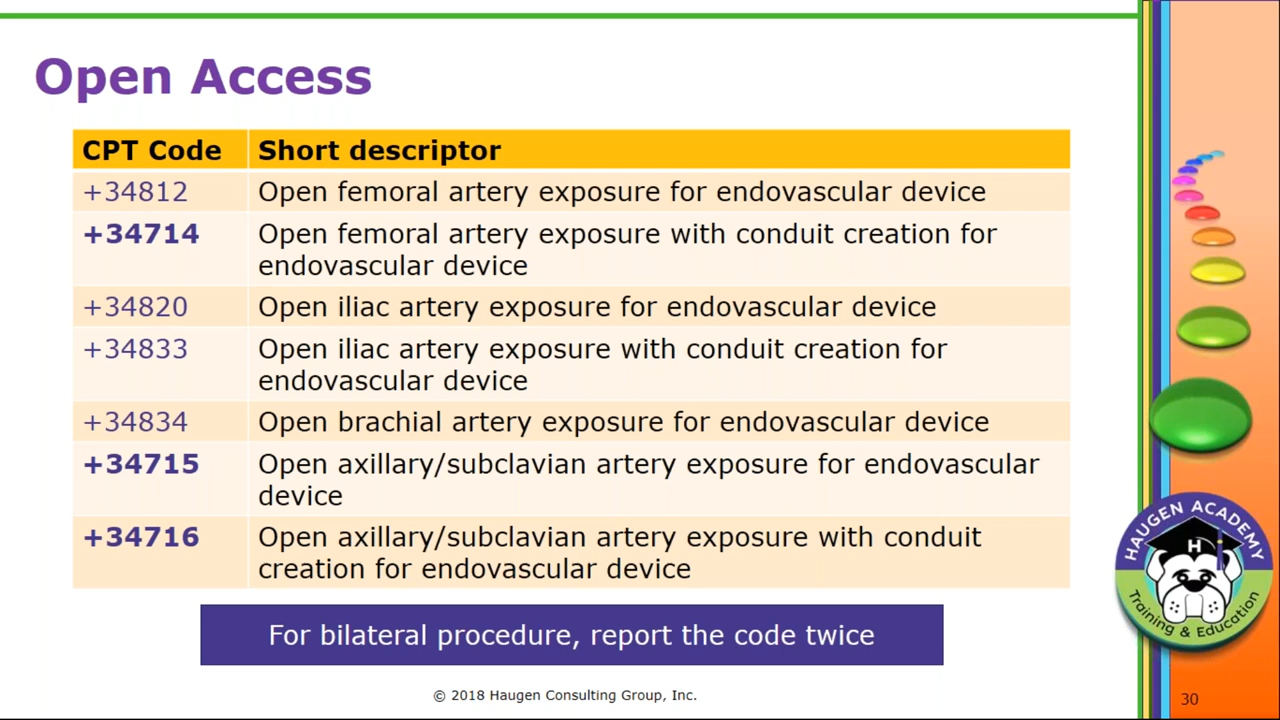 Open Access
CPT Code Short descriptor
+34812 Open femoral artery exposure for endovascular device
+34714 Open femoral artery exposure with conduit creation for
endovascular device
+34820 Open iliac artery exposure for endovascular device
+34833 Open iliac artery exposure with conduit creation for
endovascular device
+34834 Open brachial artery exposure for endovascular device
+34715 Open axillary/subclavian artery exposure for endovascular
device
+34716 Open axillary/subclavian artery exposure with conduit
creation for endovascular device
For bilateral procedure, report the code twice
HAUGEN ACADEMY
H
Training & Education
© 2018 Haugen Consulting Group, Inc.
30